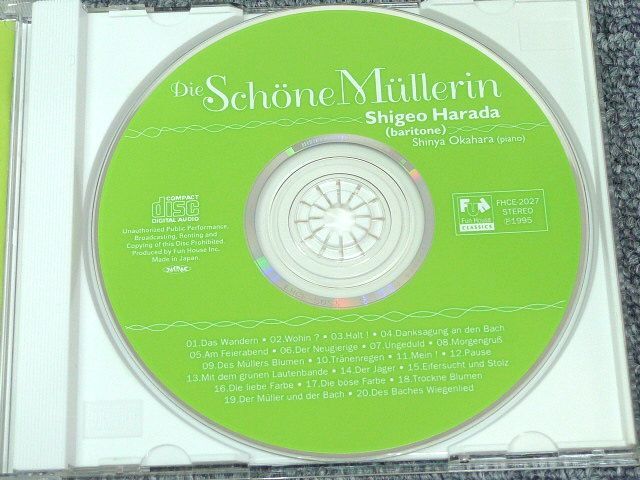 Die Schöne Müllerin
Shigeo Harada
(baritone)
Shinya Okahara (piano)
COMPACT
disc
DIGITAL AUDIO
Unauthorized Public Performance,
Broadcasting, Renting and
Copying of this Disc Prohibited.
Produced by Fun House Inc.
Made in Japan.
Fun
Fun House
CLASSICS
FHCE-2027
STEREO
℗1995
01.Das Wandern • 02.Wohin ? • 03.Halt ! • 04.Danksagung an den Bach
05.Am Feierabend • 06.Der Neugierige • 07.Ungeduld • 08.Morgengruß
09.Des Müllers Blumen • 10.Tränenregen • 11.Mein ! • 12.Pause
13.Mit dem grünen Lautenbande • 14.Der Jäger • 15.Eifersucht und Stolz
16.Die liebe Farbe • 17.Die böse Farbe • 18.Trockne Blumen
19.Der Müller und der Bach • 20.Des Baches Wiegenlied